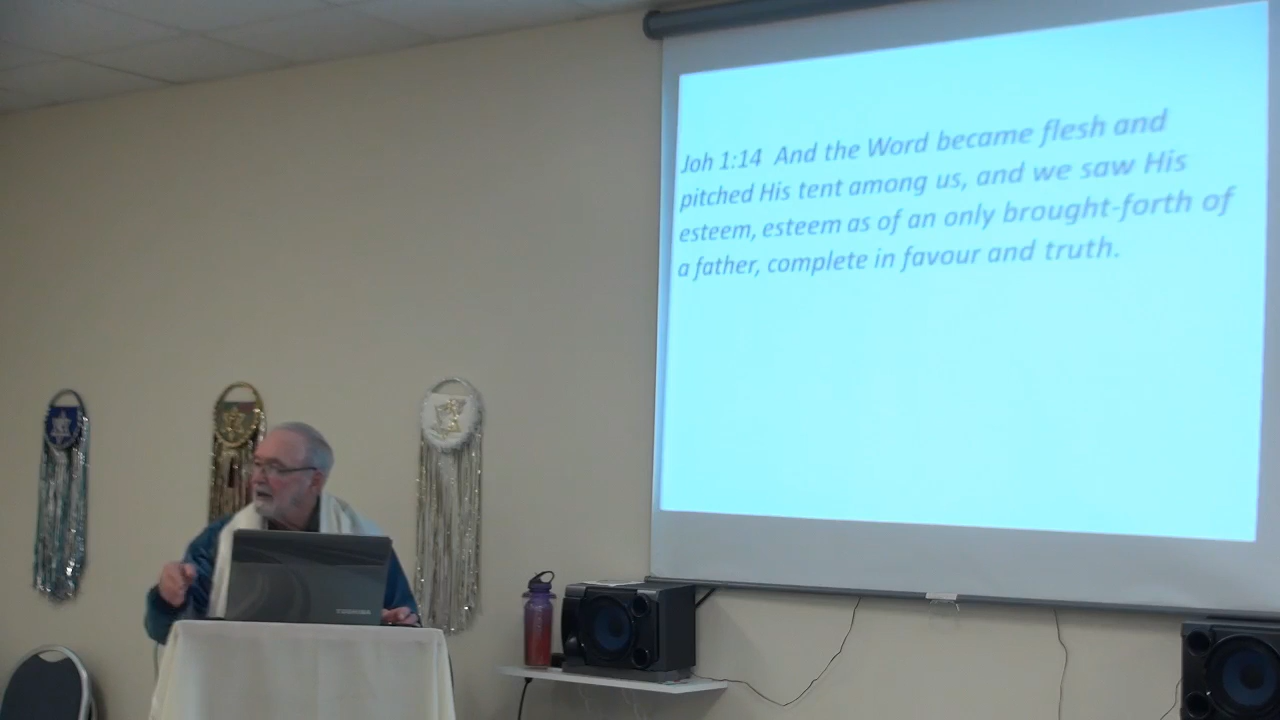 Joh 1:14 And the Word became flesh and
pitched His tent among us, and we saw His
esteem, esteem as of an only brought-forth of
a father, complete in favour and truth.
TOSHIBA